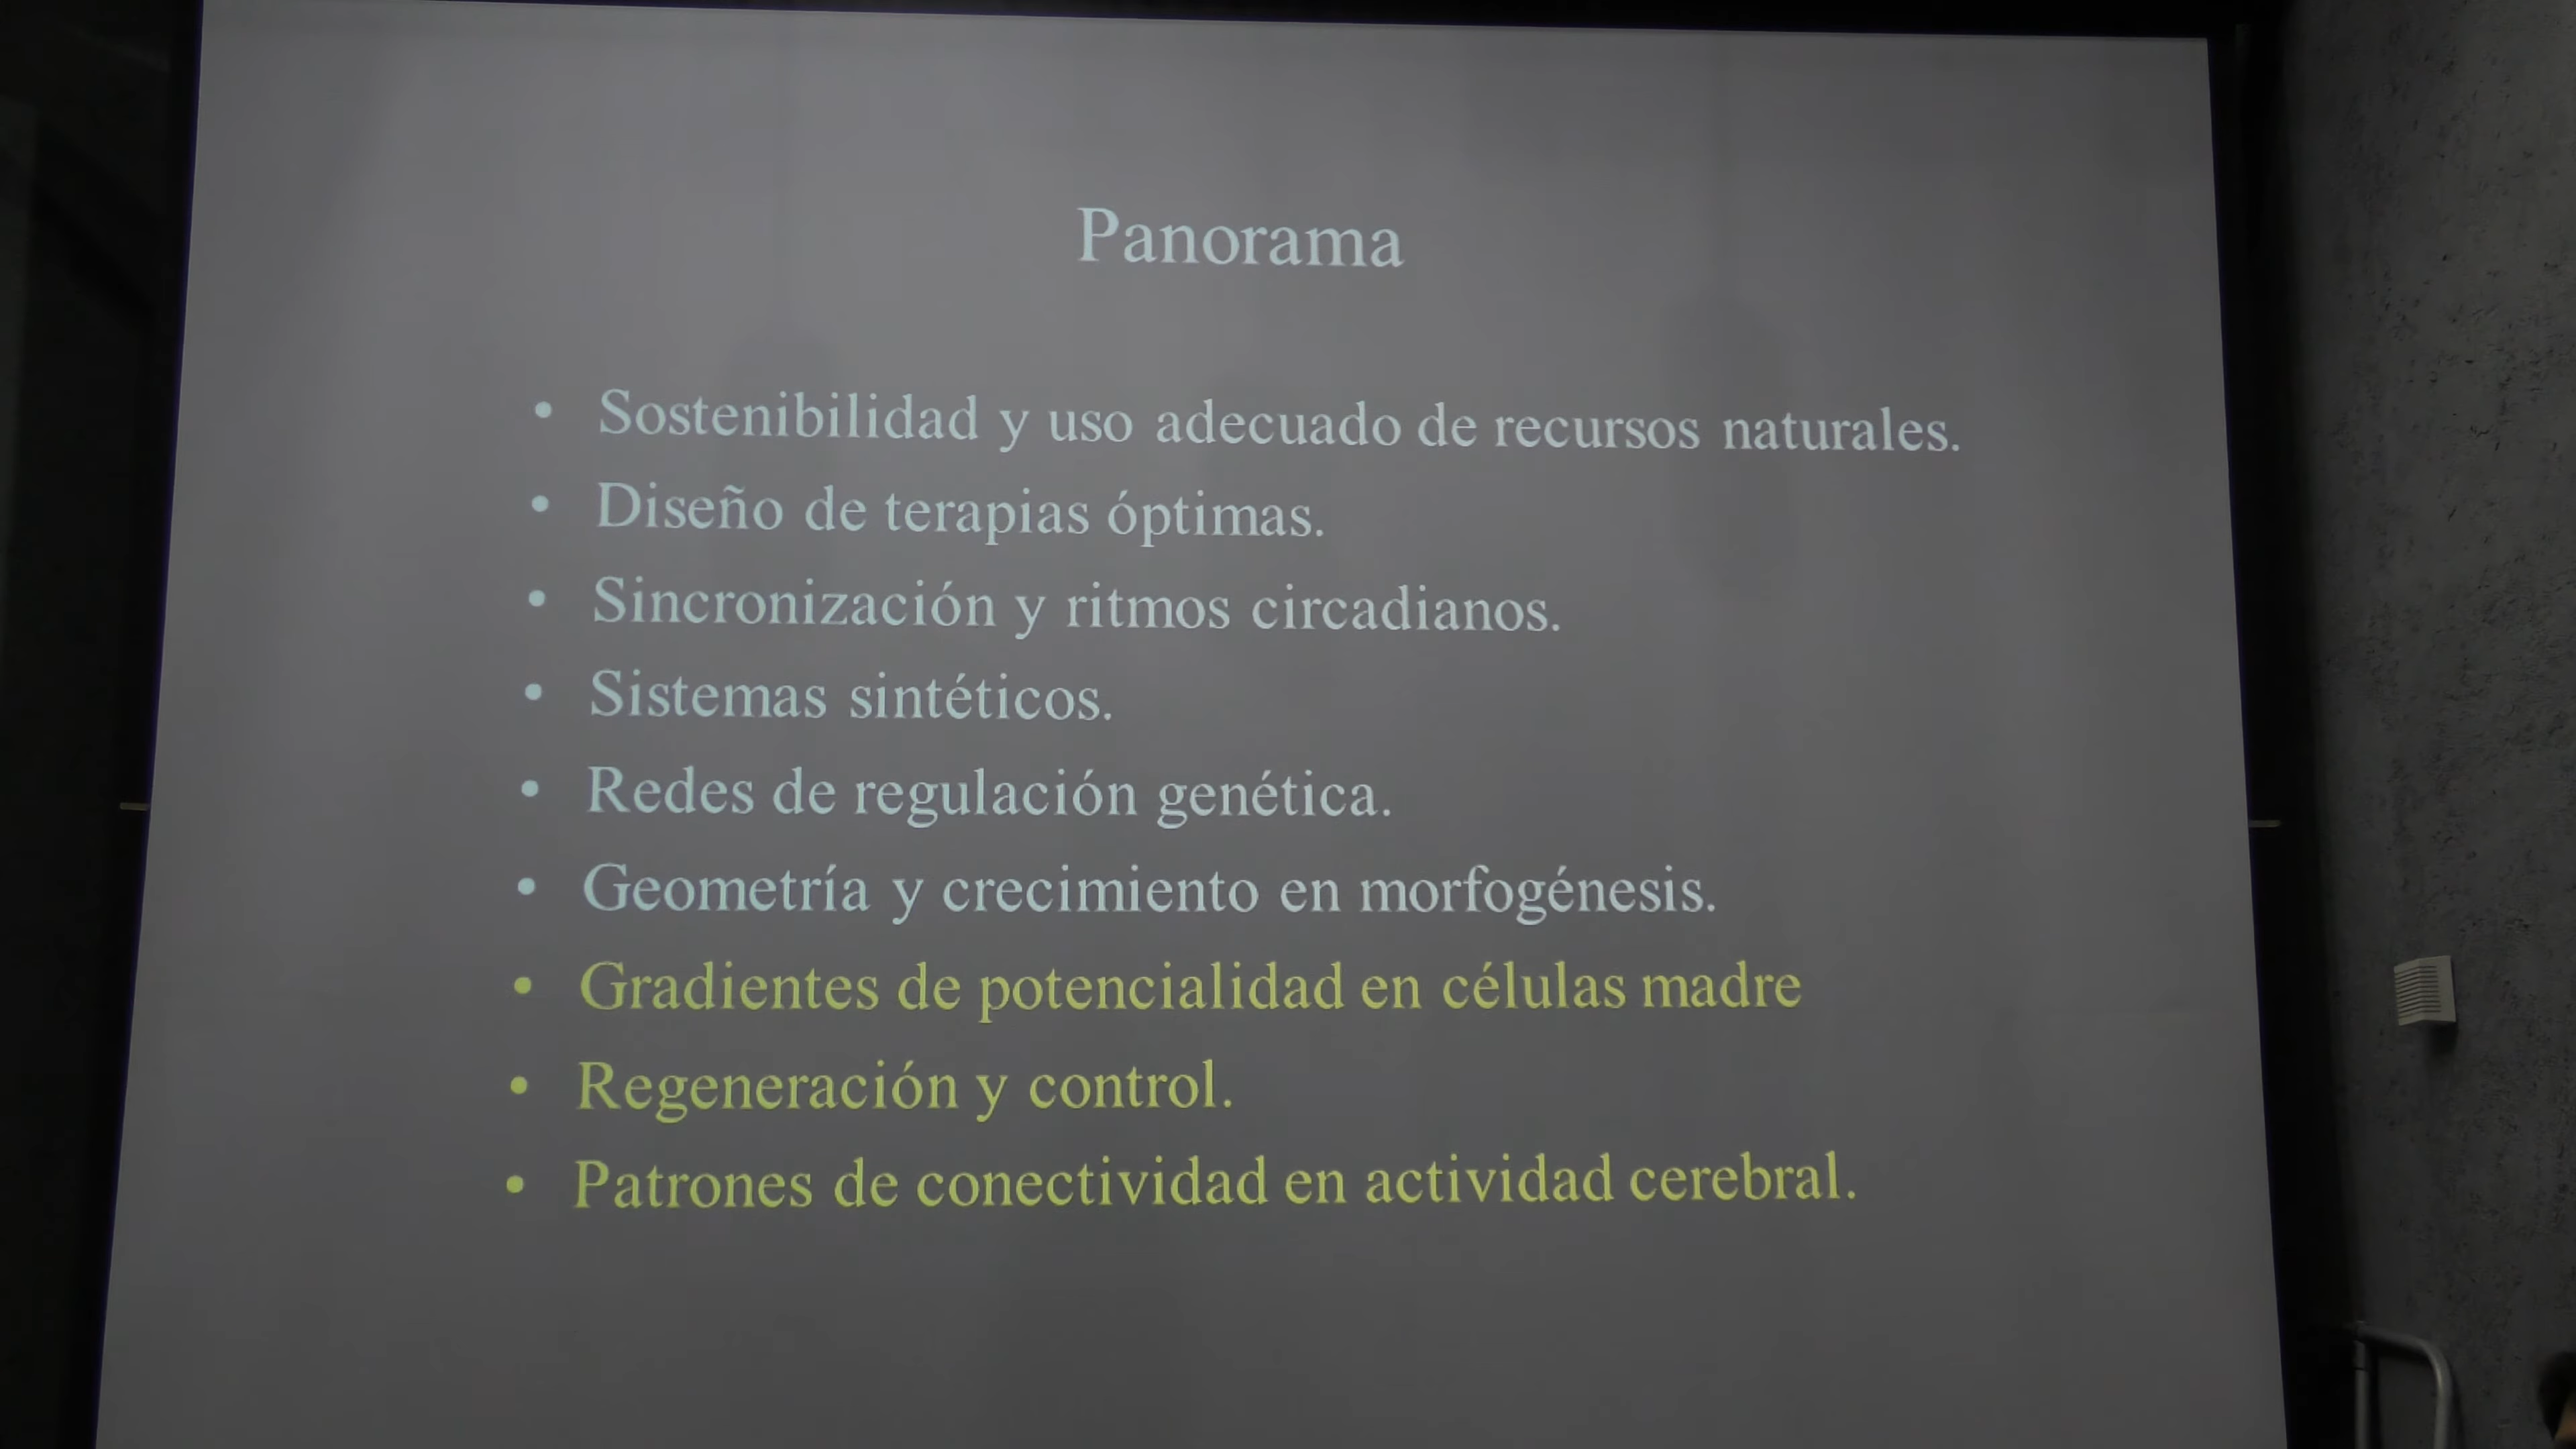 Panorama
• Sostenibilidad y uso adecuado de recursos naturales.
• Diseño de terapias óptimas.
• Sincronización y ritmos circadianos.
• Sistemas sintéticos.
• Redes de regulación genética.
• Geometría y crecimiento en morfogénesis.
• Gradientes de potencialidad en células madre
• Regeneración y control.
• Patrones de conectividad en actividad cerebral.